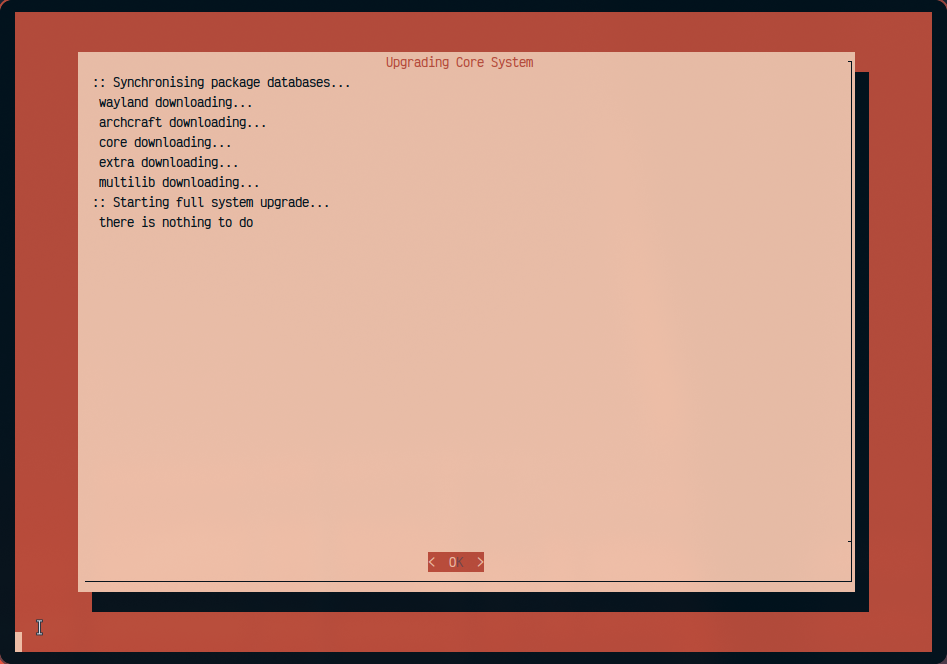 Upgrading Core System
:: Synchronising package databases...
wayland downloading...
archcraft downloading...
core downloading...
extra downloading...
multilib downloading...
:: Starting full system upgrade...
there is nothing to do
< OK >